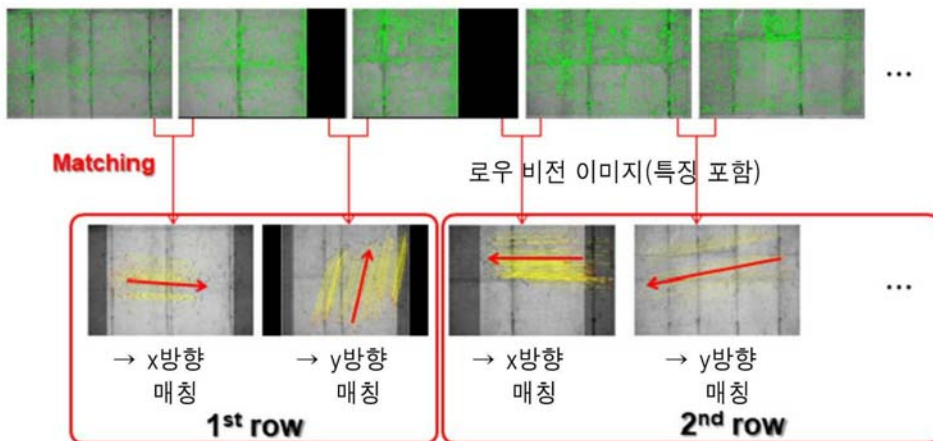 ...
Matching
로우 비전 이미지(특징 포함)
...
→ x방향
매칭
→ y방향
매칭
→ x방향
매칭
→ y방향
매칭
1st row
2nd row